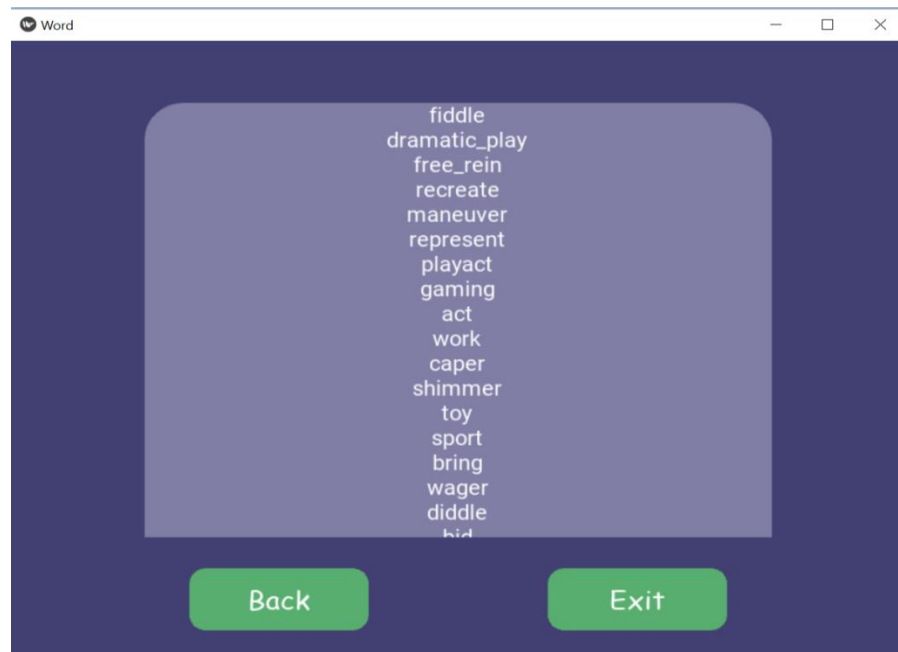 Word
fiddle
dramatic_play
free_rein
recreate
maneuver
represent
playact
gaming
act
work
caper
shimmer
toy
sport
bring
wager
diddle
bid
Back
Exit